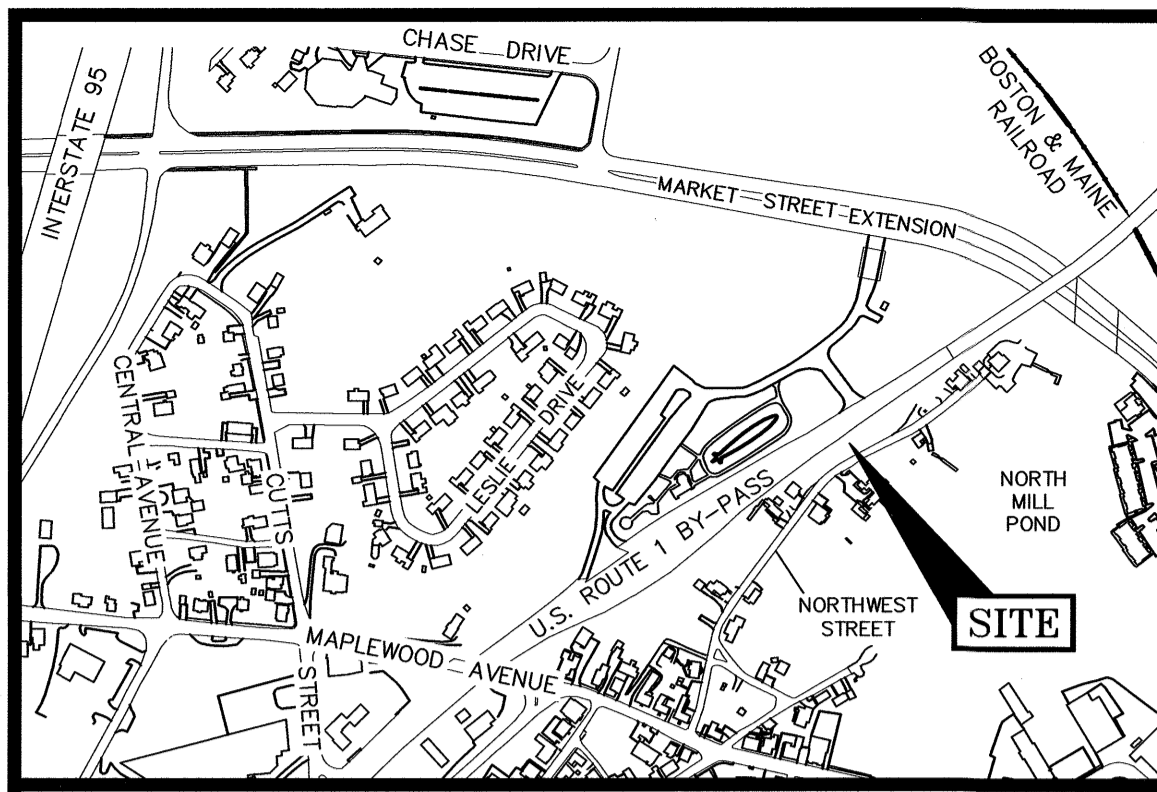 CHASE DRIVE
INTERSTATE 95
BOSTON & MAINE
RAILROAD
MARKET STREET EXTENSION
CENTRAL AVENUE
CUTTS STREET
LESLIE DRIVE
U.S. ROUTE 1 BY-PASS
NORTH
MILL
POND
NORTHWEST
STREET
SITE
MAPLEWOOD AVENUE